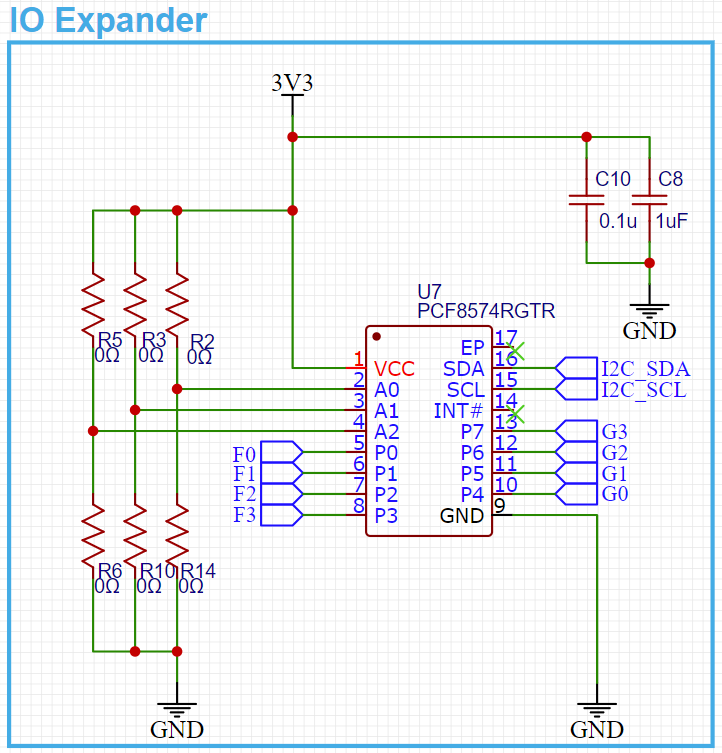 IO Expander
3V3
C10 C8
0.1u 1uF
U7
PCF8574RGTR
R5 R3 R2
0Ω 0Ω 0Ω
1 VCC EP 17
2 A0 SDA 16 I2C_SDA
3 A1 SCL 15 I2C_SCL
4 A2 INT# 14
F0 5 P0 P7 13 G3
F1 6 P1 P6 12 G2
F2 7 P2 P5 11 G1
F3 8 P3 P4 10 G0
GND 9
GND
R6 R10 R14
0Ω 0Ω 0Ω
GND GND